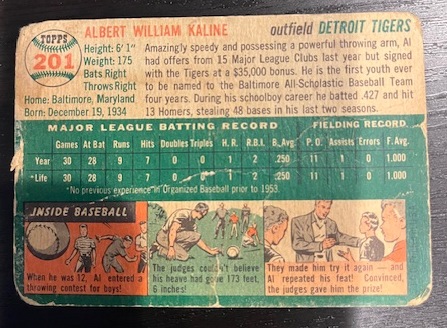 TOPPS
201
ALBERT WILLIAM KALINE outfield DETROIT TIGERS
Height: 6' 1"
Weight: 175
Bats Right
Throws Right
Home: Baltimore, Maryland
Born: December 19, 1934
Amazingly speedy and possessing a powerful throwing arm, Al
had offers from 15 Major League Clubs last year but signed
with the Tigers at a $35,000 bonus. He is the first youth ever
to be named to the Baltimore All-Scholastic Baseball Team
four years. During his schoolboy career he batted .427 and hit
13 Homers, stealing 48 bases in his last two seasons.
MAJOR LEAGUE BATTING RECORD FIELDING RECORD
Games At Bat Runs Hits Doubles Triples H. R. R.B.I. B. Avg. P. O. Assists Errors F. Avg.
Year 30 28 9 7 0 0 1 2 .250 11 1 0 1.000
*Life 30 28 9 7 0 0 1 2 .250 11 1 0 1.000
*No previous experience in Organized Baseball prior to 1953.
INSIDE BASEBALL
When he was 12, Al entered a
throwing contest for boys!
The judges couldn't believe
his heave had gone 173 feet,
6 inches!
They made him try it again — and
Al repeated his feat! Convinced,
the judges gave him the prize!